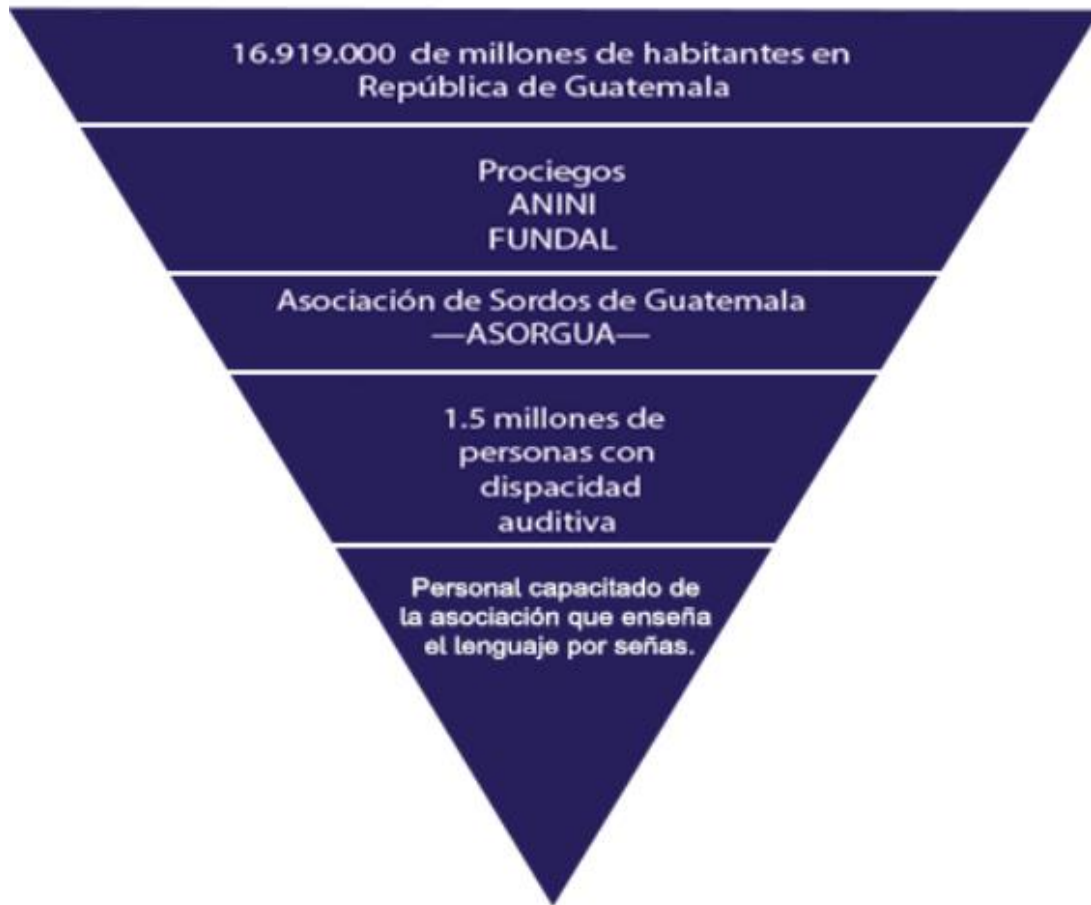 16.919.000 de millones de habitantes en
República de Guatemala
Prociegos
ANINI
FUNDAL
Asociación de Sordos de Guatemala
—ASORGUA—
1.5 millones de
personas con
dispacidad
auditiva
Personal capacitado de
la asociación que enseña
el lenguaje por señas.